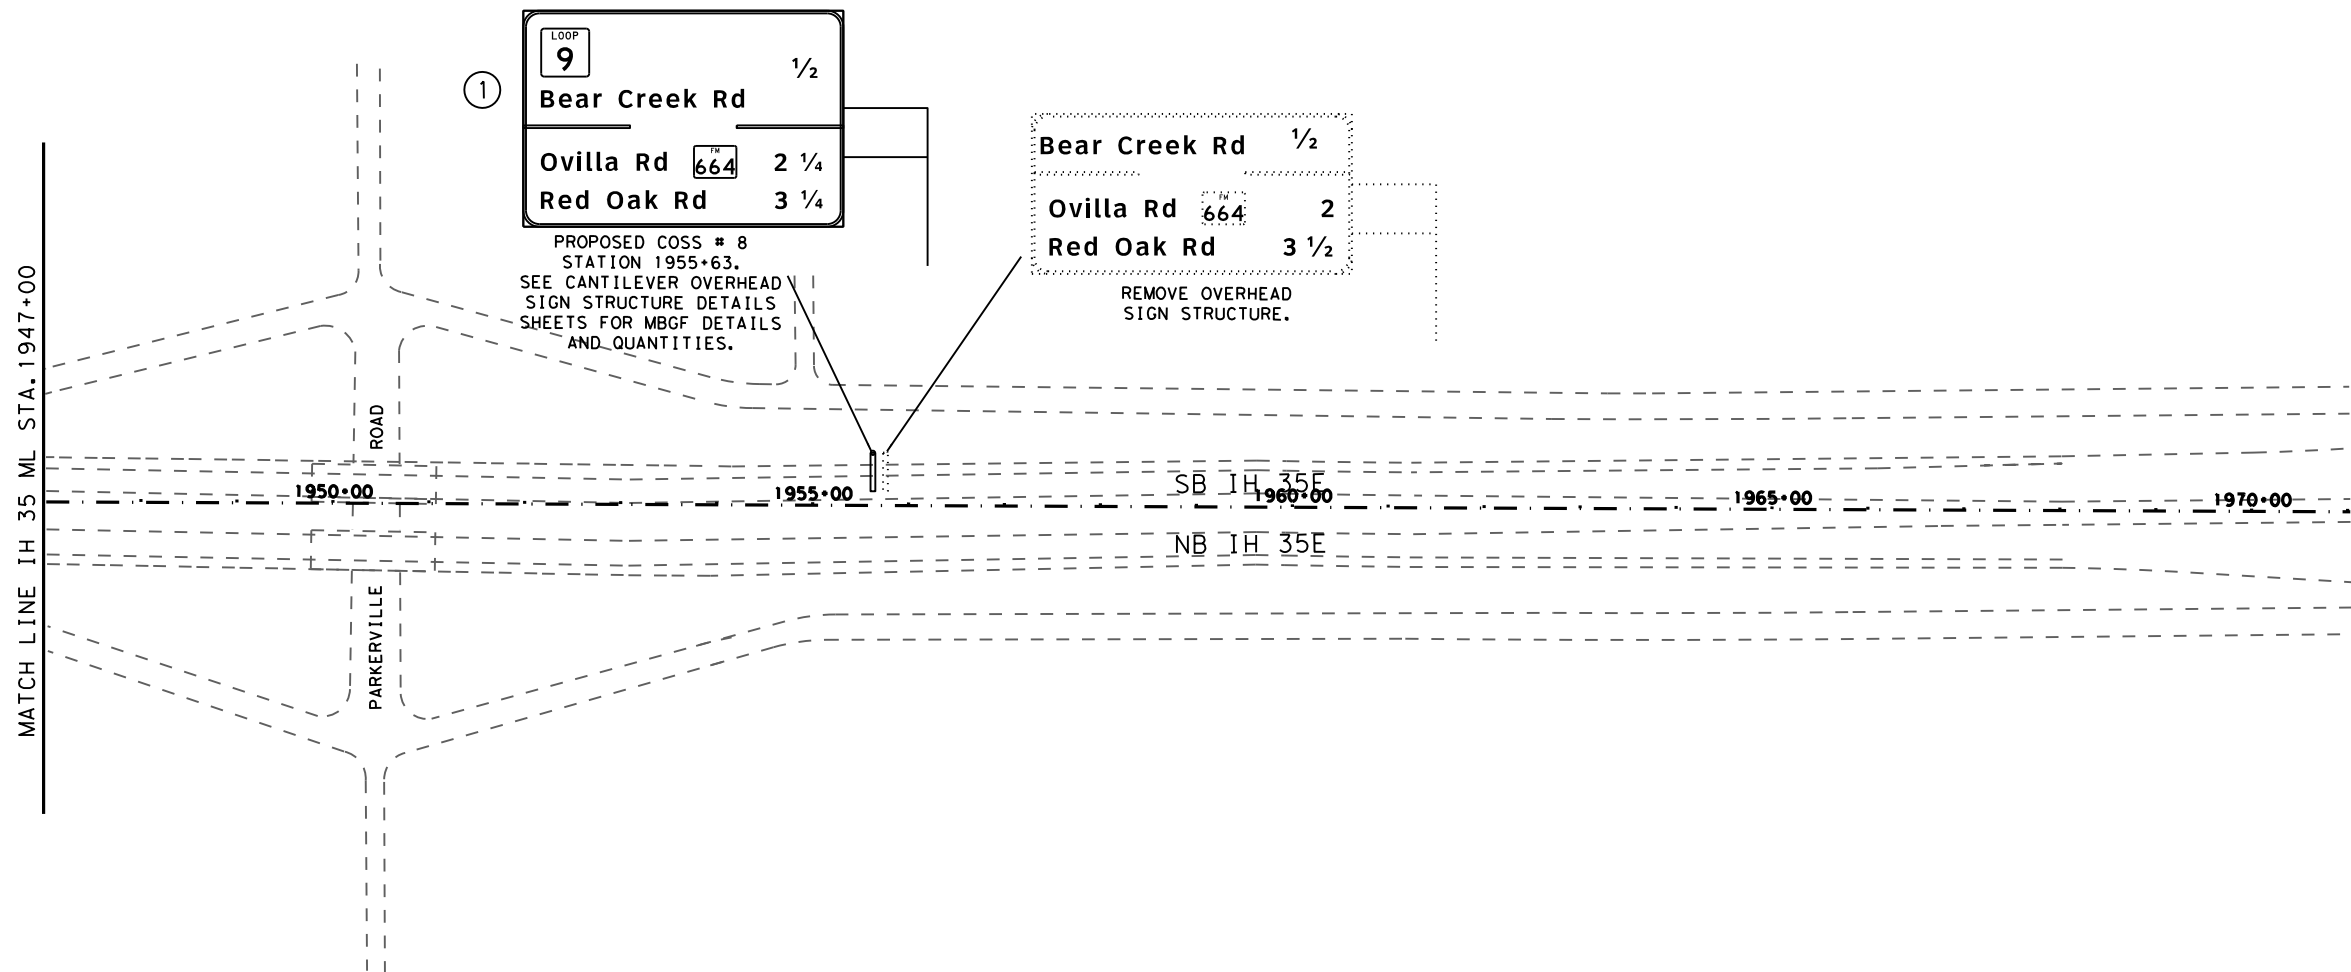 LOOP
9
1/2
Bear Creek Rd
Ovilla Rd FM 664 2 1/4
Red Oak Rd 3 1/4
1
PROPOSED COSS # 8
STATION 1955+63.
SEE CANTILEVER OVERHEAD
SIGN STRUCTURE DETAILS
SHEETS FOR MBGF DETAILS
AND QUANTITIES.
Bear Creek Rd 1/2
Ovilla Rd FM 664 2
Red Oak Rd 3 1/2
REMOVE OVERHEAD
SIGN STRUCTURE.
MATCH LINE IH 35 ML STA. 1947+00
ROAD
PARKERVILLE
1950+00
1955+00
SB IH 35E
1960+00
1965+00
1970+00
NB IH 35E